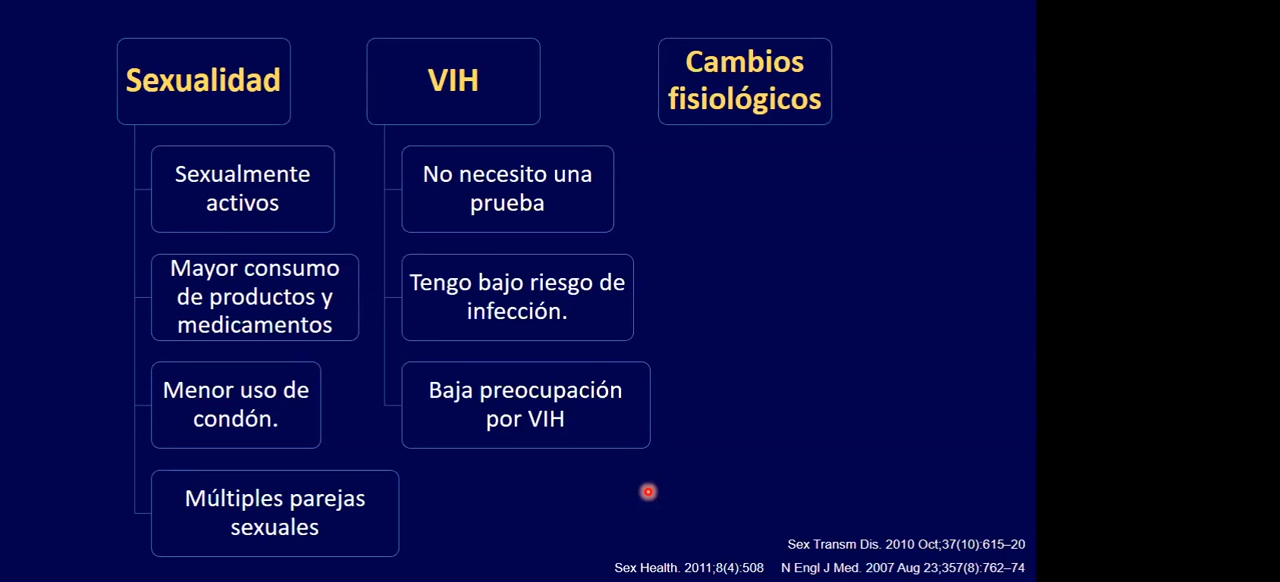 Sexualidad
Sexualmente
activos
Mayor consumo
de productos y
medicamentos
Menor uso de
condón.
Múltiples parejas
sexuales
VIH
No necesito una
prueba
Tengo bajo riesgo de
infección.
Baja preocupación
por VIH
Cambios
fisiológicos
Sex Transm Dis. 2010 Oct;37(10):615–20
Sex Health. 2011;8(4):508 N Engl J Med. 2007 Aug 23;357(8):762–74